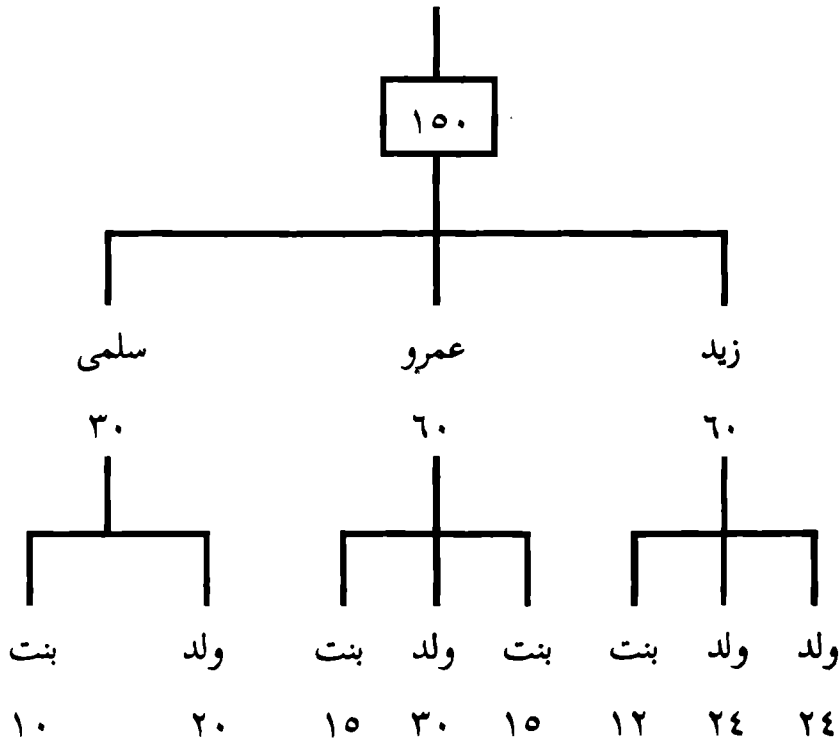 ١٥٠
زيد عمرو سلمى
٦٠ ٦٠ ٣٠
ولد ولد بنت بنت ولد بنت ولد بنت
٢٤ ٢٤ ١٢ ١٥ ٣٠ ١٥ ٢٠ ١٠